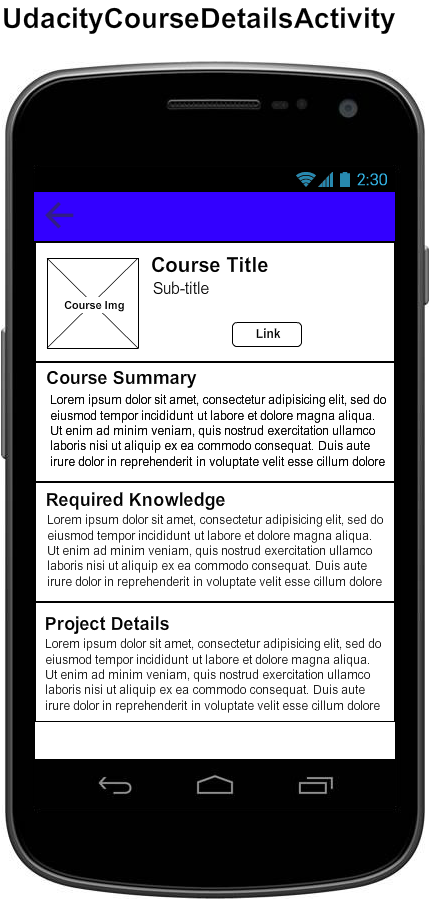 UdacityCourseDetailsActivity
2:30
Course Title
Course Img
Sub-title
Link
Course Summary
Lorem ipsum dolor sit amet, consectetur adipisicing elit, sed do
eiusmod tempor incididunt ut labore et dolore magna aliqua.
Ut enim ad minim veniam, quis nostrud exercitation ullamco
laboris nisi ut aliquip ex ea commodo consequat. Duis aute
irure dolor in reprehenderit in voluptate velit esse cillum dolore
Required Knowledge
Lorem ipsum dolor sit amet, consectetur adipisicing elit, sed do
eiusmod tempor incididunt ut labore et dolore magna aliqua.
Ut enim ad minim veniam, quis nostrud exercitation ullamco
laboris nisi ut aliquip ex ea commodo consequat. Duis aute
irure dolor in reprehenderit in voluptate velit esse cillum dolore
Project Details
Lorem ipsum dolor sit amet, consectetur adipisicing elit, sed do
eiusmod tempor incididunt ut labore et dolore magna aliqua.
Ut enim ad minim veniam, quis nostrud exercitation ullamco
laboris nisi ut aliquip ex ea commodo consequat. Duis aute
irure dolor in reprehenderit in voluptate velit esse cillum dolore